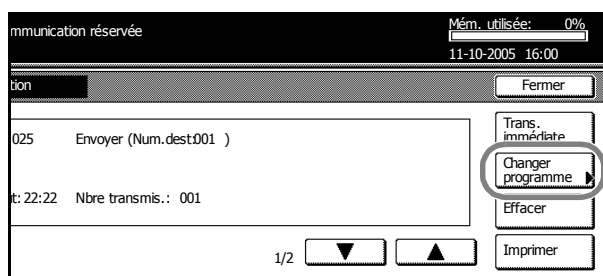 mmunication réservée
Mém. utilisée: 0%
11-10-2005 16:00
tion
Fermer
025 Envoyer (Num.dest:001 )
Trans.
immédiate
Changer
programme
t: 22:22 Nbre transmis.: 001
Effacer
1/2
Imprimer